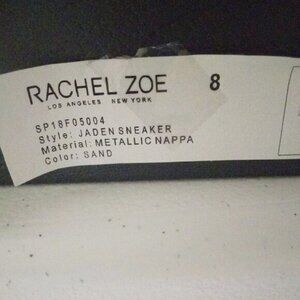 RACHEL ZOE 8
LOS ANGELES NEW YORK
SP18F05004
Style: JADEN SNEAKER
Material: METALLIC NAPPA
Color: SAND